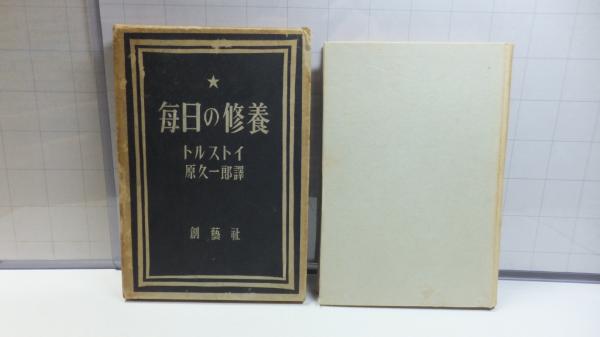 ★
毎日の修養
トルストイ
原久一郎譯
創藝社